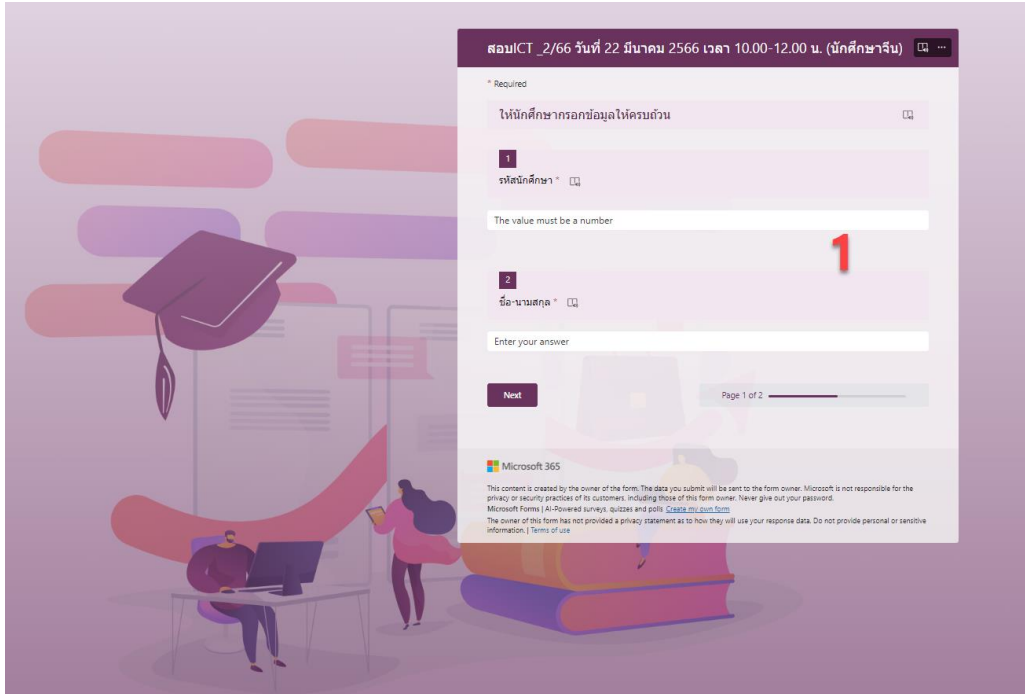 สอบICT _2/66 วันที่ 22 มีนาคม 2566 เวลา 10.00-12.00 น. (นักศึกษาจีน)
* Required
ให้นักศึกษากรอกข้อมูลให้ครบถ้วน
1
รหัสนักศึกษา *
The value must be a number
1
2
ชื่อ-นามสกุล *
Enter your answer
Next
Page 1 of 2
Microsoft 365
This content is created by the owner of the form. The data you submit will be sent to the form owner. Microsoft is not responsible for the
privacy or security practices of its customers, including those of this form owner. Never give out your password.
Microsoft Forms | AI-Powered surveys, quizzes and polls Create my own form
The owner of this form has not provided a privacy statement as to how they will use your response data. Do not provide personal or sensitive
information. | Terms of use